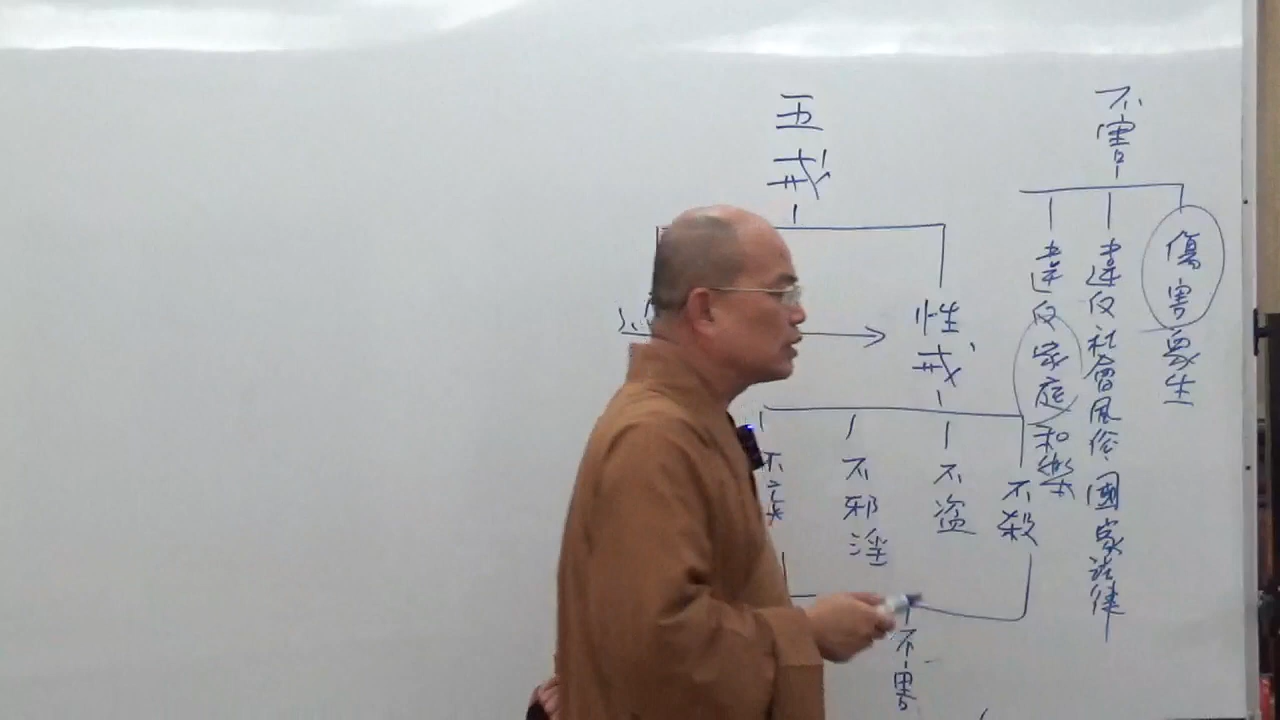 不害
傷害眾生
違反社會風俗國家法律
違反家庭和樂
五戒
性戒
不殺
不盜
不邪淫
不妄
不害